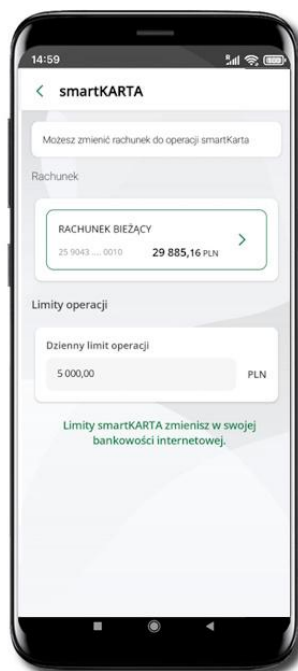 14:59
smartKARTA
Możesz zmienić rachunek do operacji smartKarta
Rachunek
RACHUNEK BIEŻĄCY
25 9043 .... 0010 29 885,16 PLN
Limity operacji
Dzienny limit operacji
5 000,00 PLN
Limity smartKARTA zmienisz w swojej
bankowości internetowej.